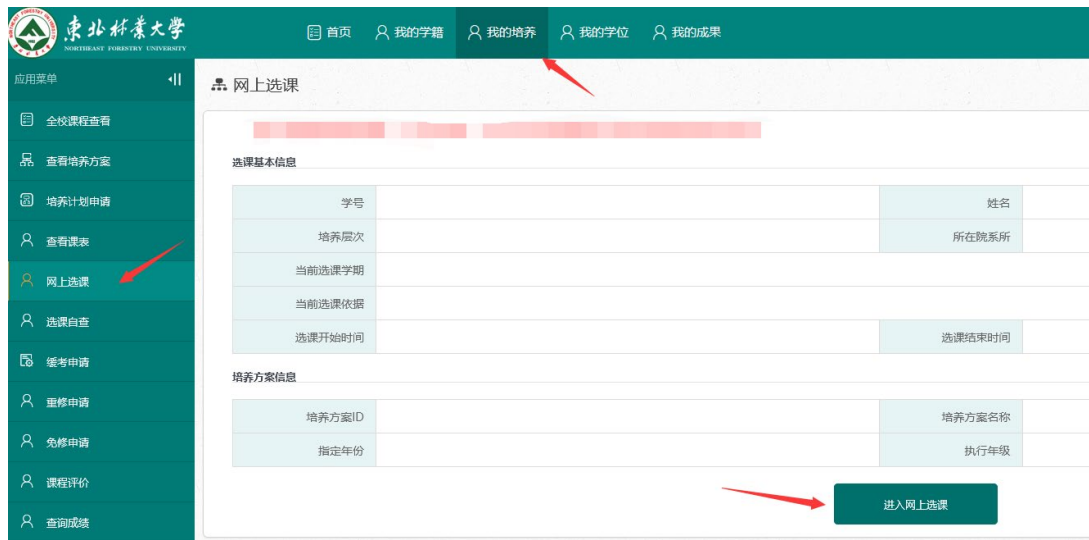 東北林業大學
NORTHEAST FORESTRY UNIVERSITY
首页 我的学籍 我的培养 我的学位 我的成果
应用菜单
网上选课
全校课程查看
查看培养方案
培养计划申请
查看课表
网上选课
选课自查
缓考申请
重修申请
免修申请
课程评价
查询成绩
选课基本信息
学号 姓名
培养层次 所在院系所
当前选课学期
当前选课依据
选课开始时间 选课结束时间
培养方案信息
培养方案ID 培养方案名称
指定年份 执行年级
进入网上选课